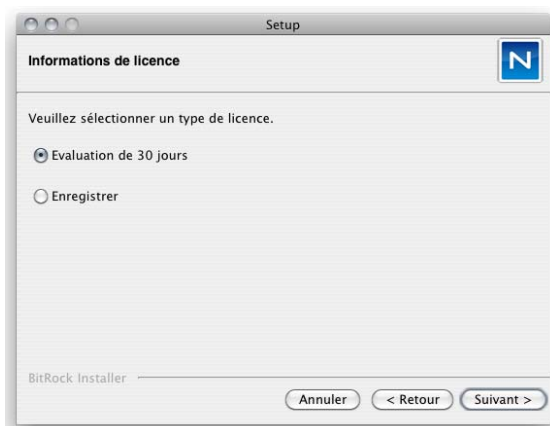 Setup
Informations de licence
N
Veuillez sélectionner un type de licence.
Evaluation de 30 jours
Enregistrer
BitRock Installer
Annuler < Retour Suivant >